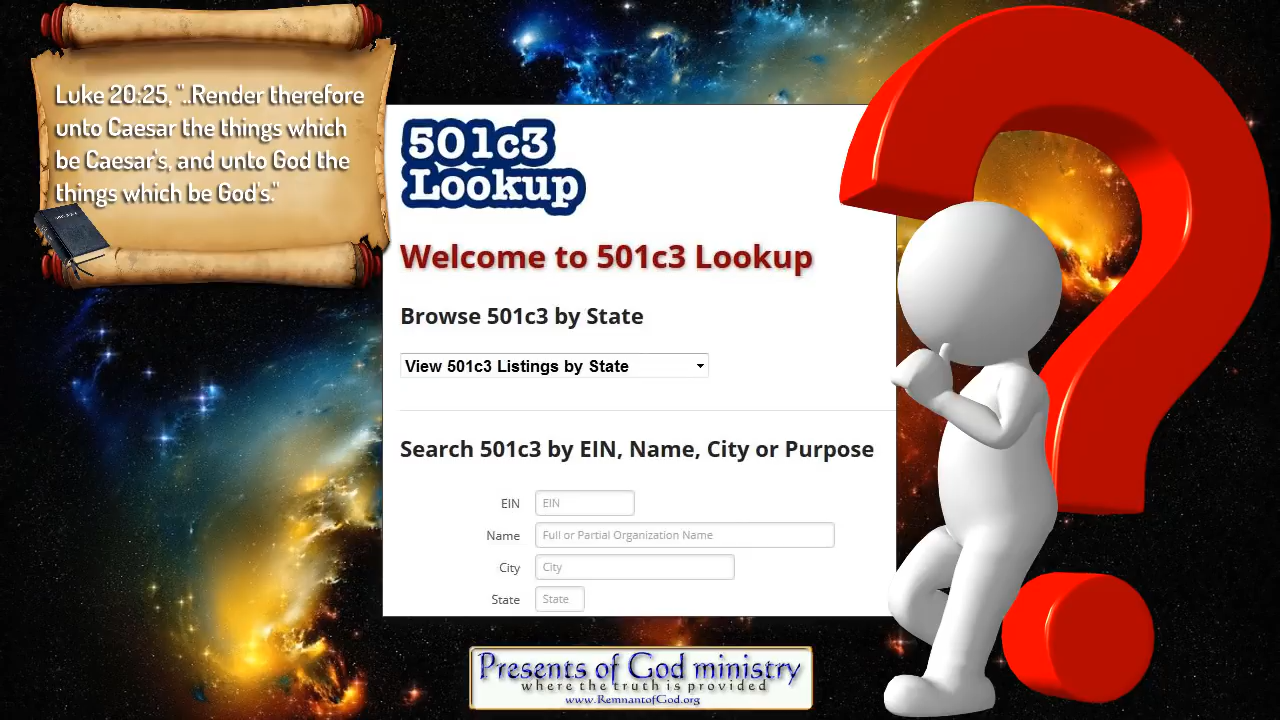 Luke 20:25, "..Render therefore
unto Caesar the things which
be Caesar's, and unto God the
things which be God's."
501c3
Lookup
Welcome to 501c3 Lookup
Browse 501c3 by State
View 501c3 Listings by State
Search 501c3 by EIN, Name, City or Purpose
EIN EIN
Name Full or Partial Organization Name
City City
State State
Presents of God ministry
where the truth is provided
www.RemnantofGod.org